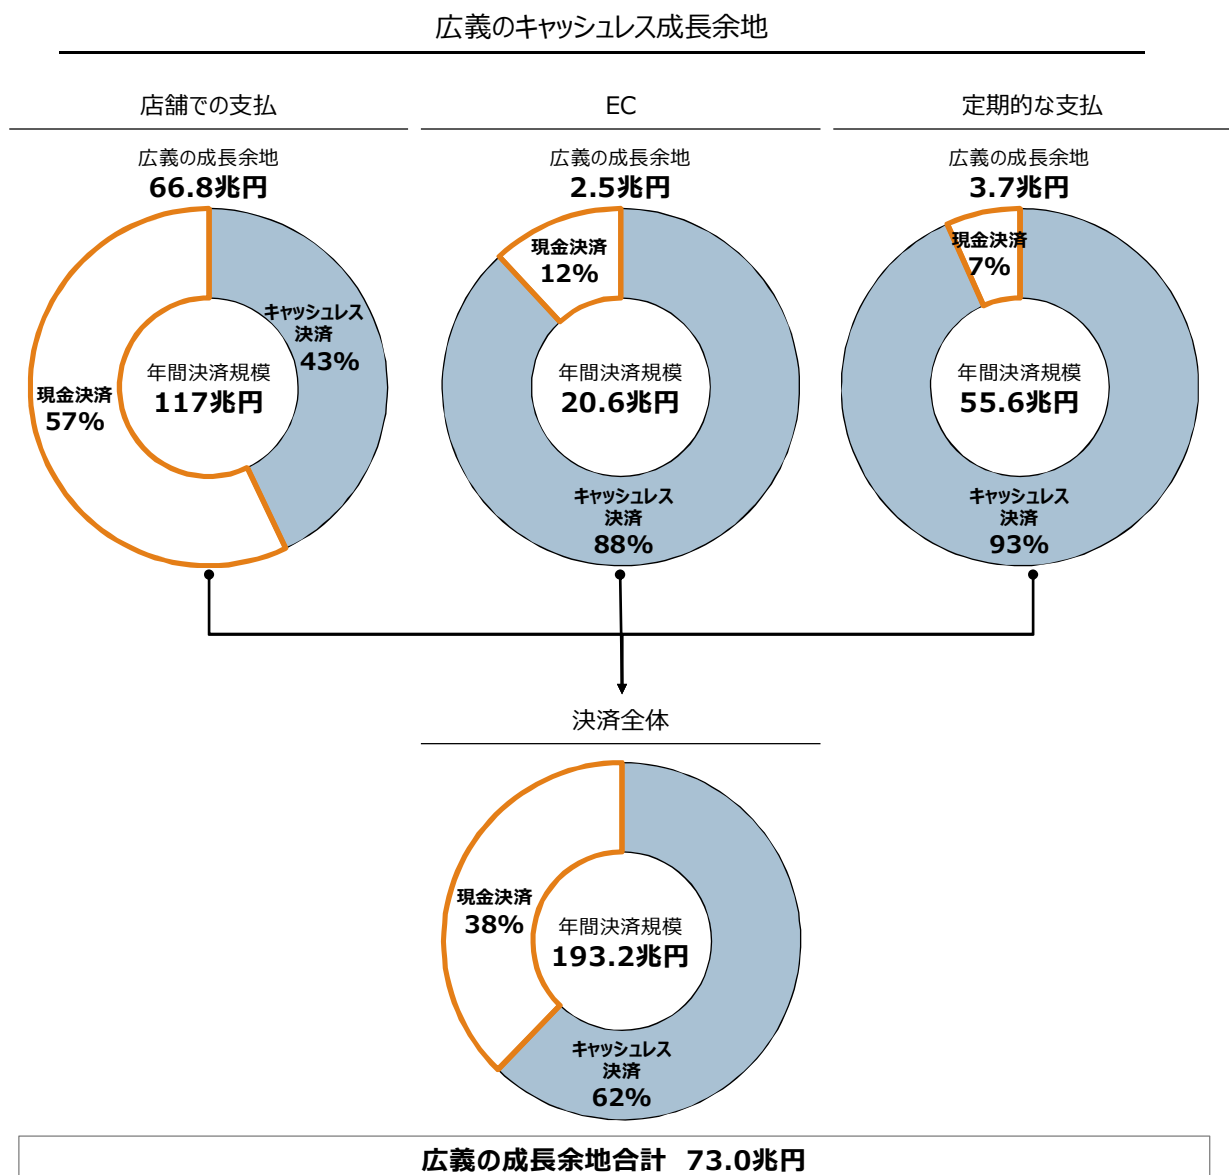 広義のキャッシュレス成長余地
店舗での支払
広義の成長余地
66.8兆円
キャッシュレス
決済
43%
年間決済規模
117兆円
現金決済
57%
EC
広義の成長余地
2.5兆円
現金決済
12%
年間決済規模
20.6兆円
キャッシュレス
決済
88%
定期的な支払
広義の成長余地
3.7兆円
現金決済
7%
年間決済規模
55.6兆円
キャッシュレス
決済
93%
決済全体
現金決済
38%
年間決済規模
193.2兆円
キャッシュレス
決済
62%
広義の成長余地合計 73.0兆円